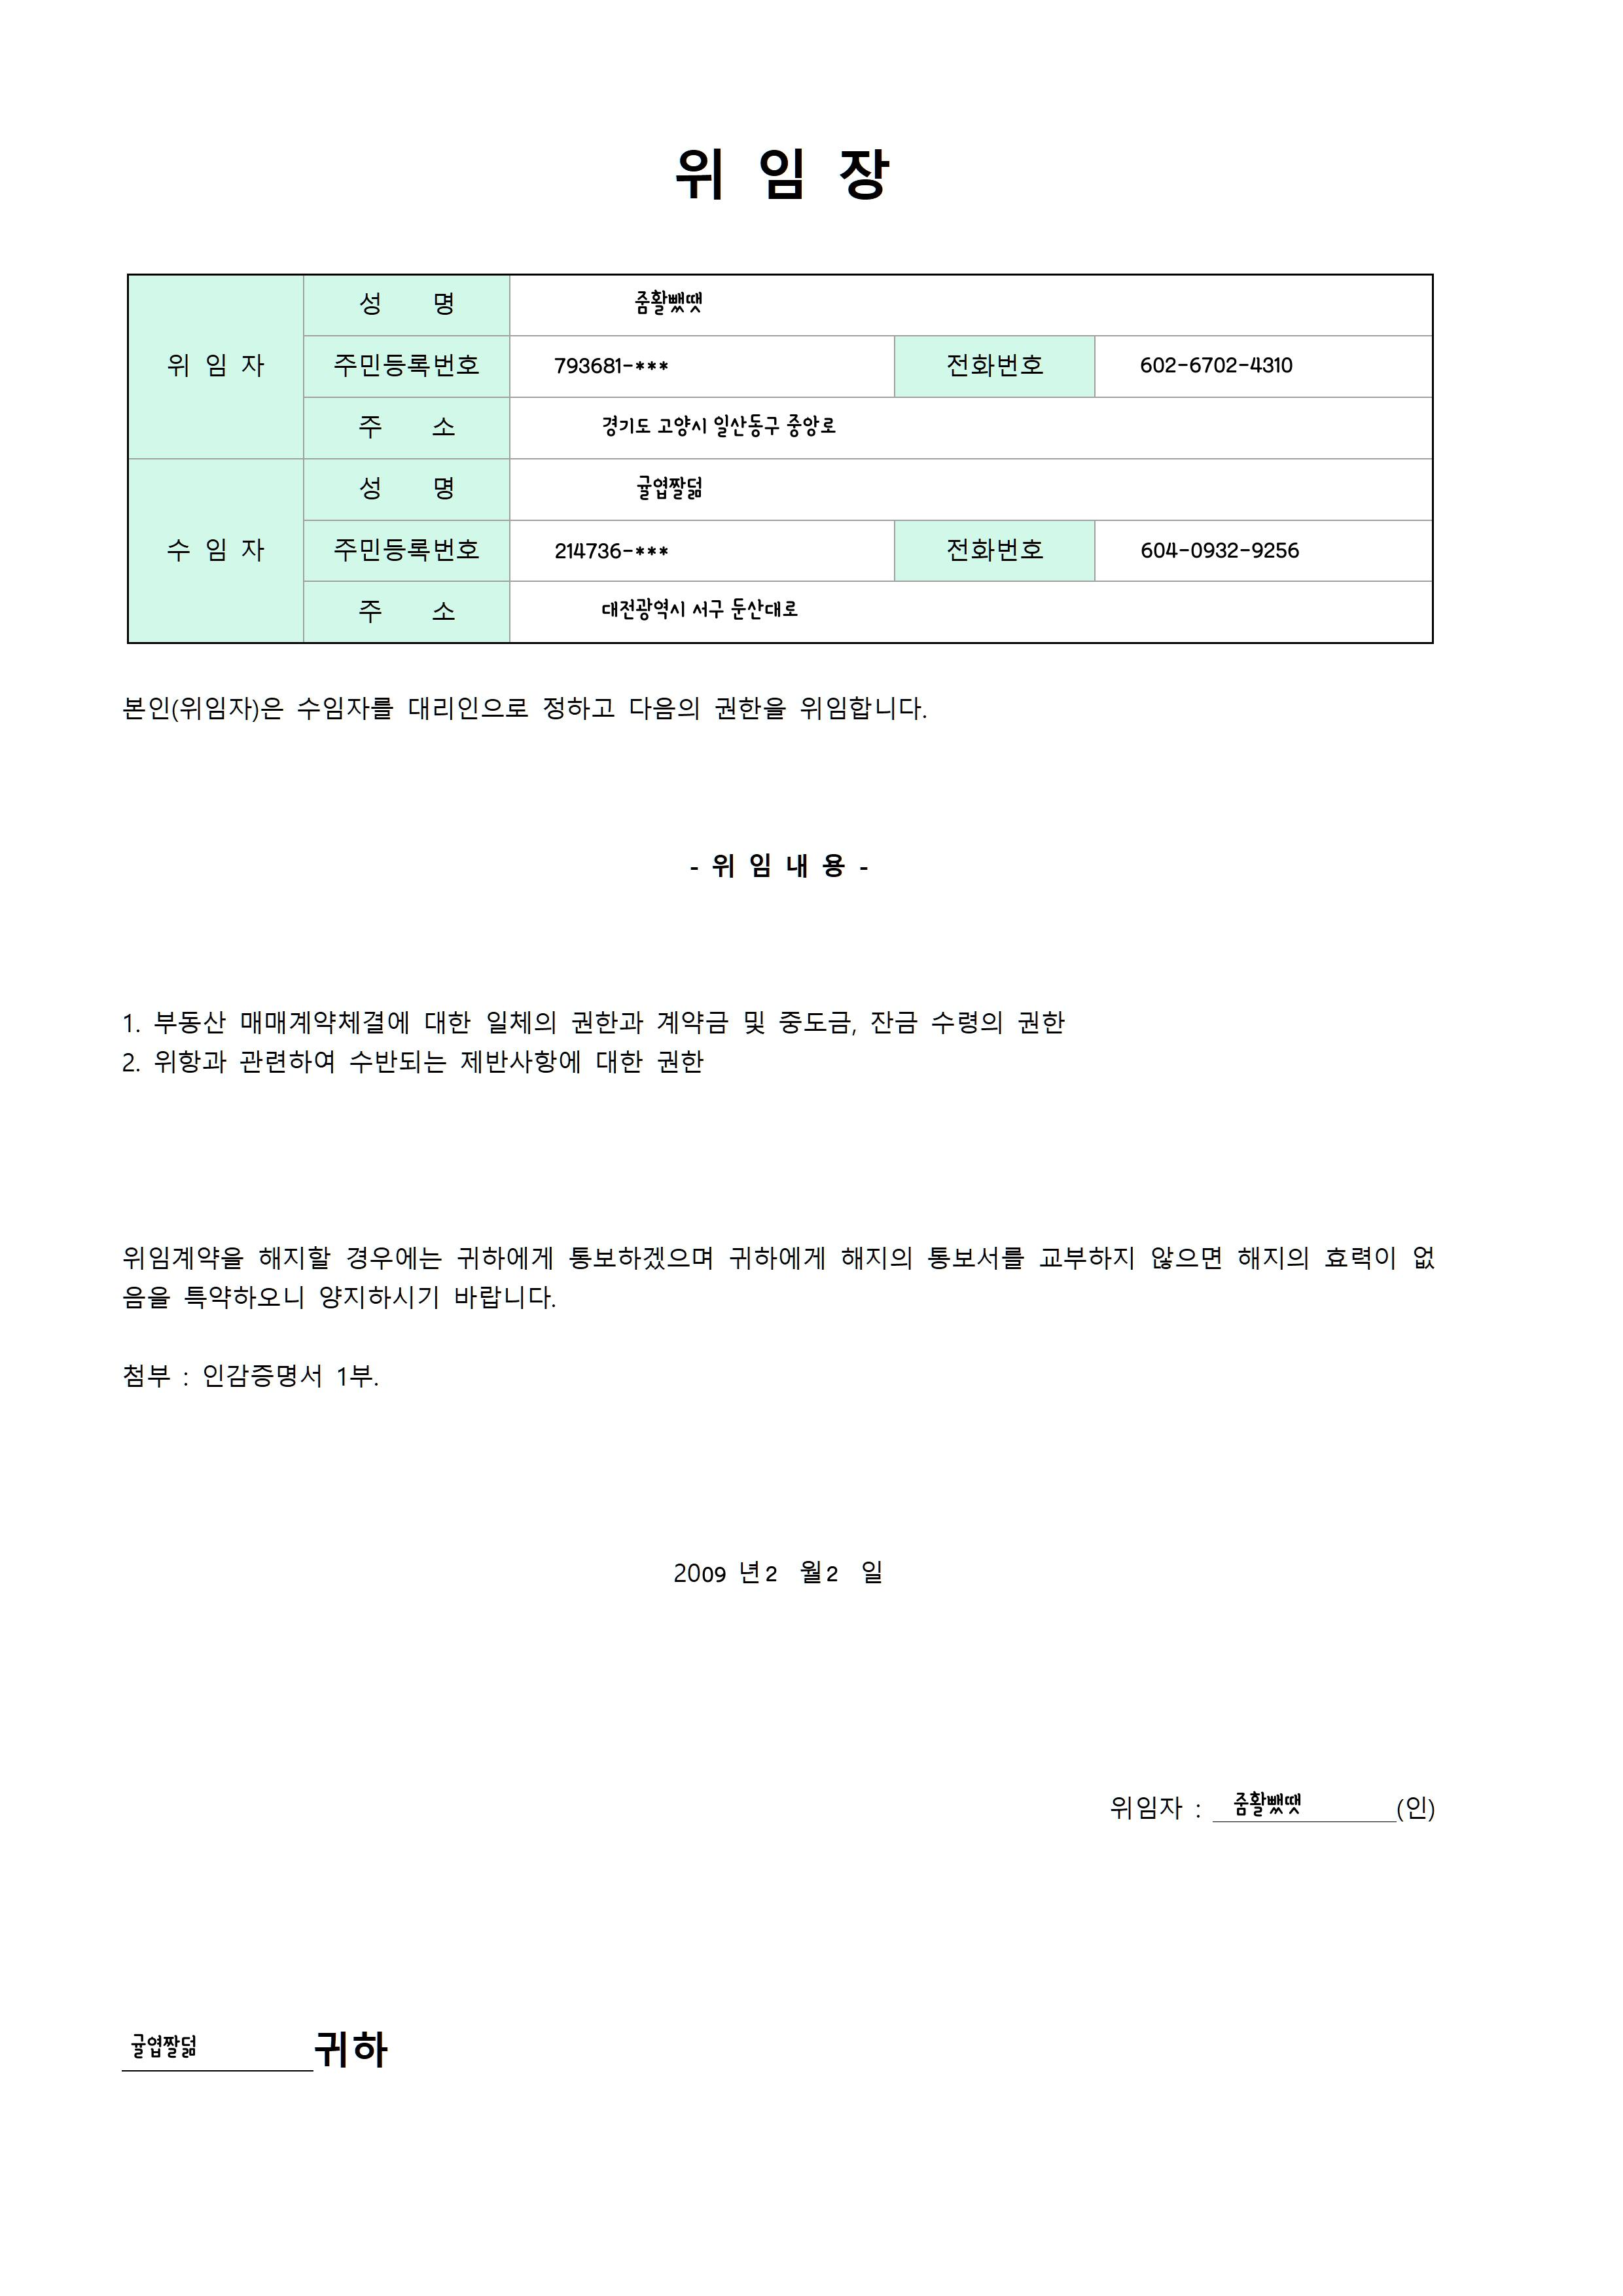 위 임 장
위 임 자
성 명 줌활뺐땟
주민등록번호 793681-*** 전화번호 602-6702-4310
주 소 경기도 고양시 일산동구 중앙로
수 임 자
성 명 귤엽짤덞
주민등록번호 214736-*** 전화번호 604-0932-9256
주 소 대전광역시 서구 둔산대로
본인(위임자)은 수임자를 대리인으로 정하고 다음의 권한을 위임합니다.
- 위 임 내 용 -
1. 부동산 매매계약체결에 대한 일체의 권한과 계약금 및 중도금, 잔금 수령의 권한
2. 위항과 관련하여 수반되는 제반사항에 대한 권한
위임계약을 해지할 경우에는 귀하에게 통보하겠으며 귀하에게 해지의 통보서를 교부하지 않으면 해지의 효력이 없
음을 특약하오니 양지하시기 바랍니다.
첨부 : 인감증명서 1부.
2009 년 2 월 2 일
위임자 : 줌활뺐땟 (인)
귤엽짤덞 귀하